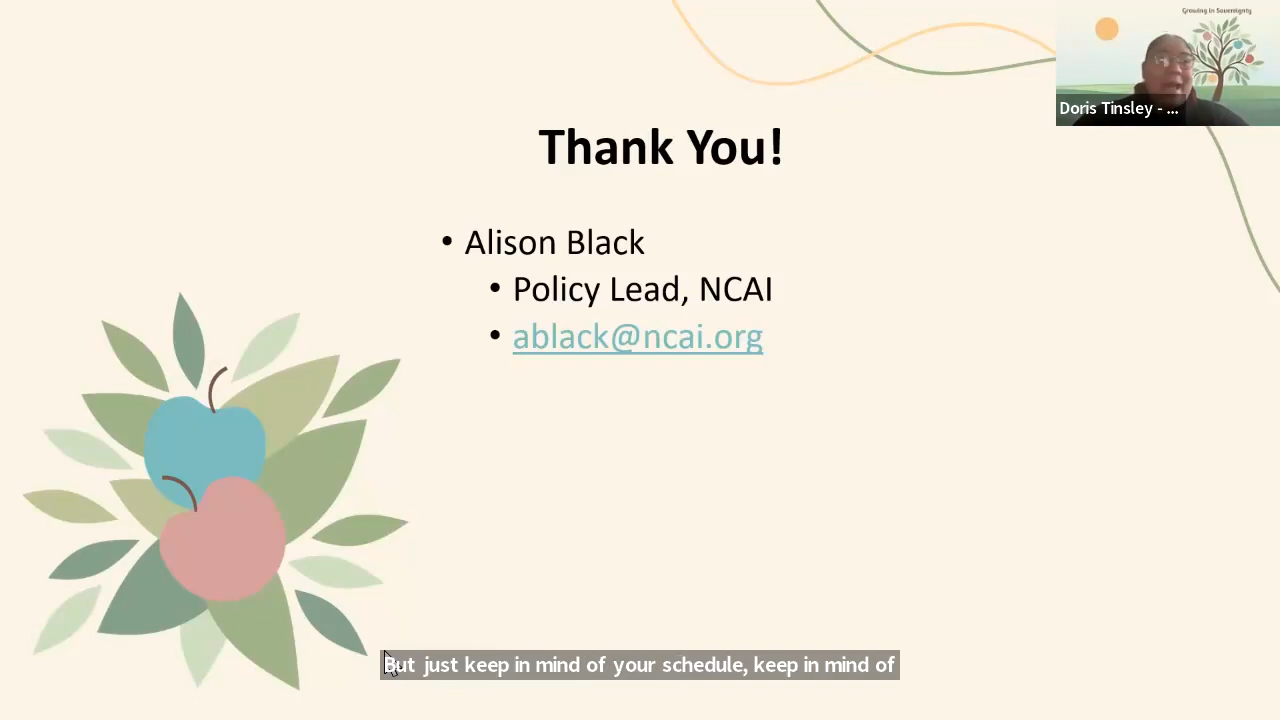 Growing in Sovereignty
Doris Tinsley - ...
Thank You!
• Alison Black
• Policy Lead, NCAI
• ablack@ncai.org
But just keep in mind of your schedule, keep in mind of